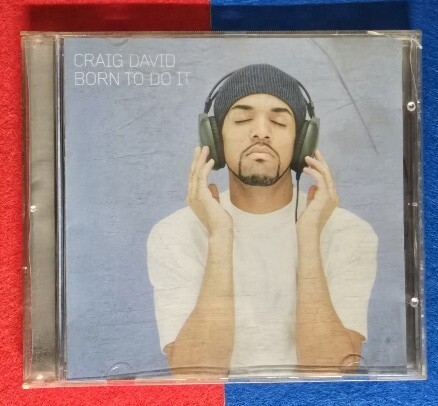 CRAIG DAVID
BORN TO DO IT